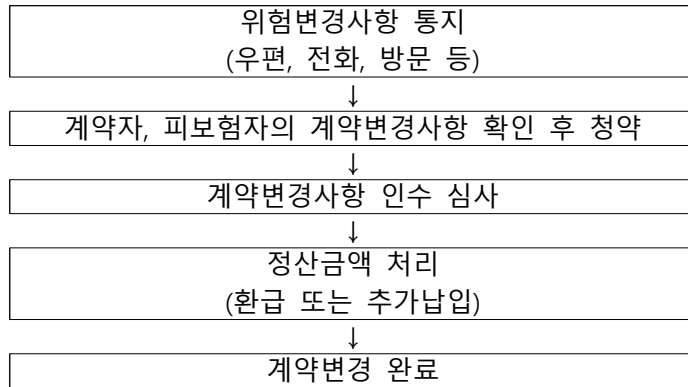 위험변경사항 통지
(우편, 전화, 방문 등)
↓
계약자, 피보험자의 계약변경사항 확인 후 청약
↓
계약변경사항 인수 심사
↓
정산금액 처리
(환급 또는 추가납입)
↓
계약변경 완료